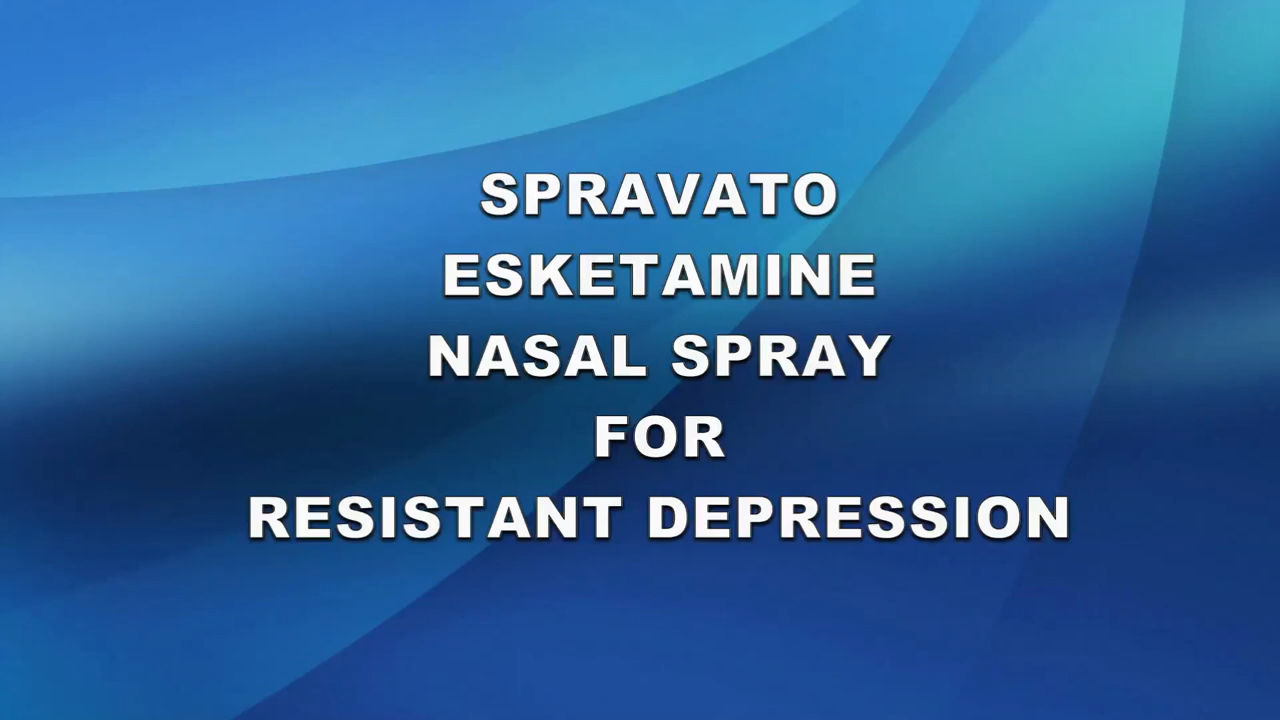 SPRAVATO
ESKETAMINE
NASAL SPRAY
FOR
RESISTANT DEPRESSION